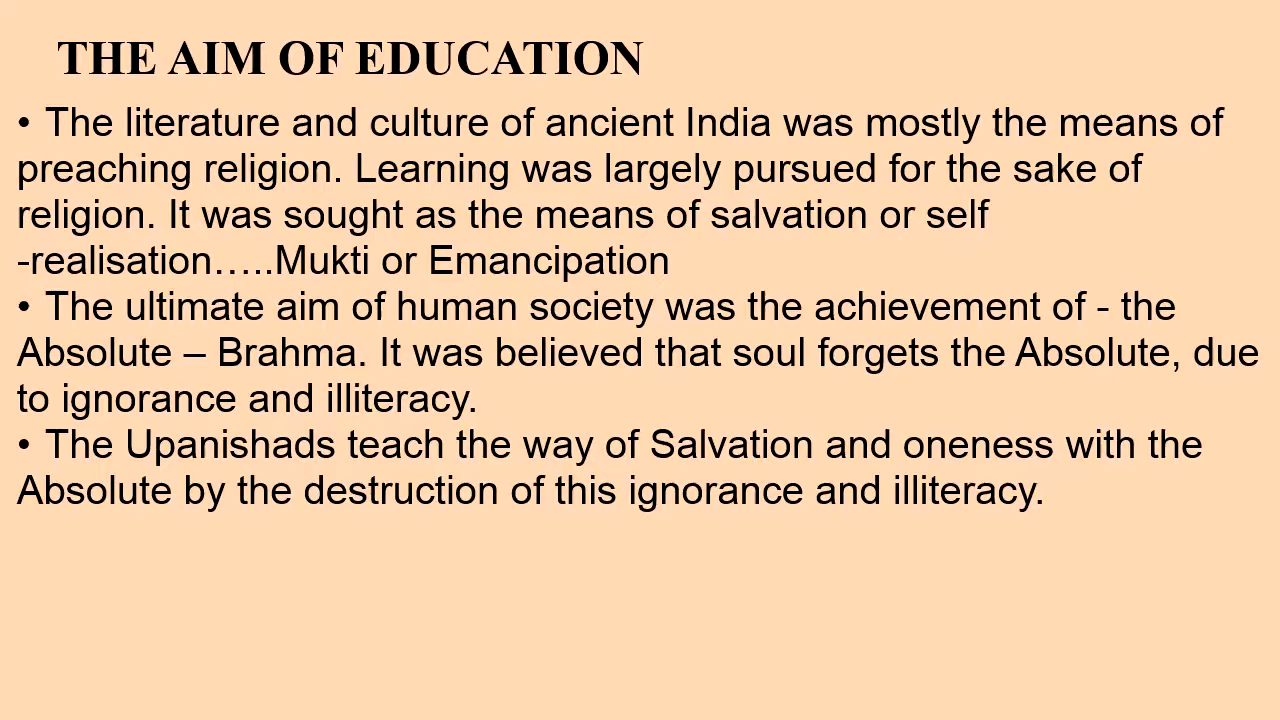 THE AIM OF EDUCATION
• The literature and culture of ancient India was mostly the means of
preaching religion. Learning was largely pursued for the sake of
religion. It was sought as the means of salvation or self
-realisation…..Mukti or Emancipation
• The ultimate aim of human society was the achievement of - the
Absolute – Brahma. It was believed that soul forgets the Absolute, due
to ignorance and illiteracy.
• The Upanishads teach the way of Salvation and oneness with the
Absolute by the destruction of this ignorance and illiteracy.